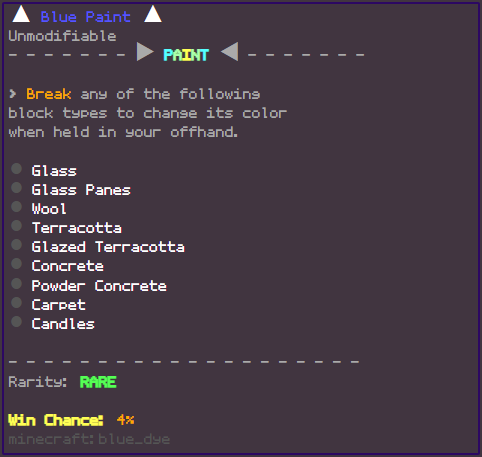 Blue Paint
Unmodifiable
- - - - - - - ▶ PAINT ◀ - - - - - - -
> Break any of the following
block types to change its color
when held in your offhand.
● Glass
● Glass Panes
● Wool
● Terracotta
● Glazed Terracotta
● Concrete
● Powder Concrete
● Carpet
● Candles
- - - - - - - - - - - - - - - - - - - - -
Rarity: RARE
Win Chance: 4%
minecraft:blue_dye